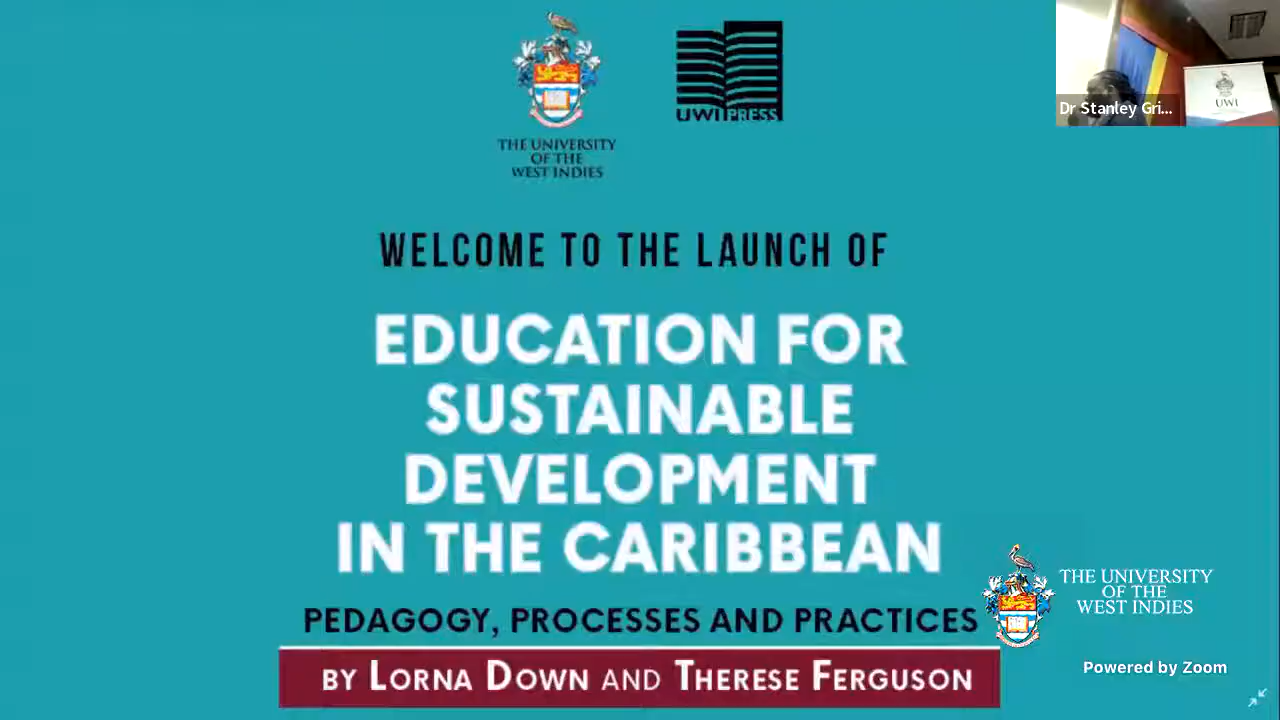 THE UNIVERSITY
OF THE
WEST INDIES
UWI PRESS
Dr Stanley Gri...
UWI
WELCOME TO THE LAUNCH OF
EDUCATION FOR
SUSTAINABLE
DEVELOPMENT
IN THE CARIBBEAN
PEDAGOGY, PROCESSES AND PRACTICES
BY LORNA DOWN AND THERESE FERGUSON
THE UNIVERSITY
OF THE
WEST INDIES
Powered by Zoom